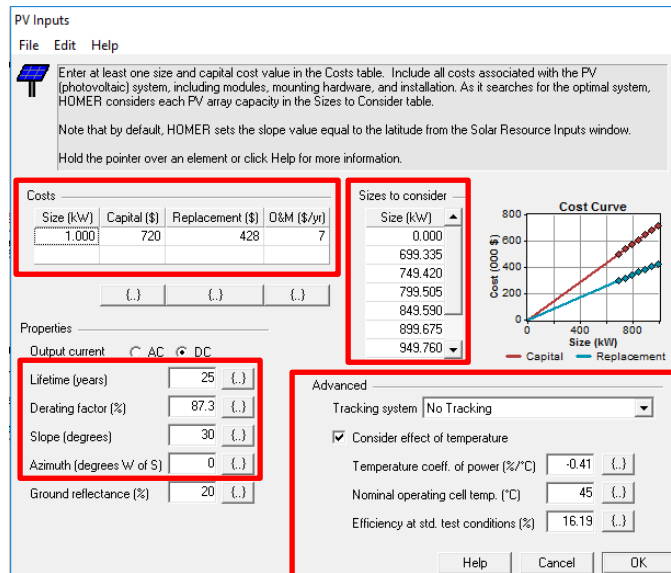 PV Inputs
File Edit Help
Enter at least one size and capital cost value in the Costs table. Include all costs associated with the PV
(photovoltaic) system, including modules, mounting hardware, and installation. As it searches for the optimal system,
HOMER considers each PV array capacity in the Sizes to Consider table.
Note that by default, HOMER sets the slope value equal to the latitude from the Solar Resource Inputs window.
Hold the pointer over an element or click Help for more information.
Costs
Size (kW) Capital ($) Replacement ($) O&M ($/yr)
1.000 720 428 7
{..} {..} {..}
Sizes to consider
Size (kW)
0.000
699.335
749.420
799.505
849.590
899.675
949.760
Cost Curve
Cost (000 $)
800
600
400
200
0
0 400 800
Size (kW)
Capital Replacement
Properties
Output current AC DC
Lifetime (years) 25 {..}
Derating factor (%) 87.3 {..}
Slope (degrees) 30 {..}
Azimuth (degrees W of S) 0 {..}
Ground reflectance (%) 20 {..}
Advanced
Tracking system No Tracking
Consider effect of temperature
Temperature coeff. of power (%/°C) -0.41 {..}
Nominal operating cell temp. (°C) 45 {..}
Efficiency at std. test conditions (%) 16.19 {..}
Help Cancel OK